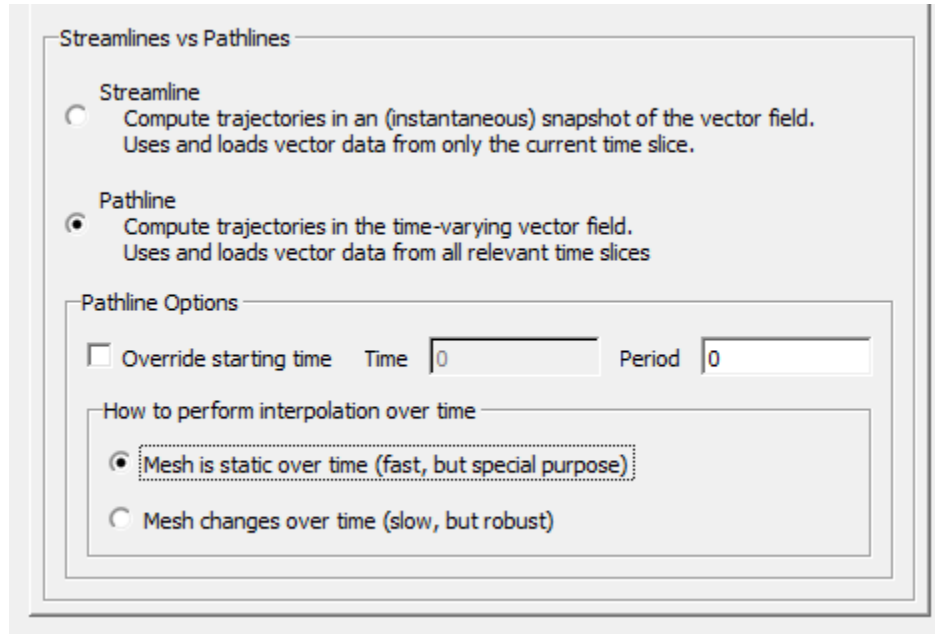 Streamlines vs Pathlines
Streamline
Compute trajectories in an (instantaneous) snapshot of the vector field.
Uses and loads vector data from only the current time slice.
Pathline
Compute trajectories in the time-varying vector field.
Uses and loads vector data from all relevant time slices
Pathline Options
Override starting time Time 0 Period 0
How to perform interpolation over time
Mesh is static over time (fast, but special purpose)
Mesh changes over time (slow, but robust)